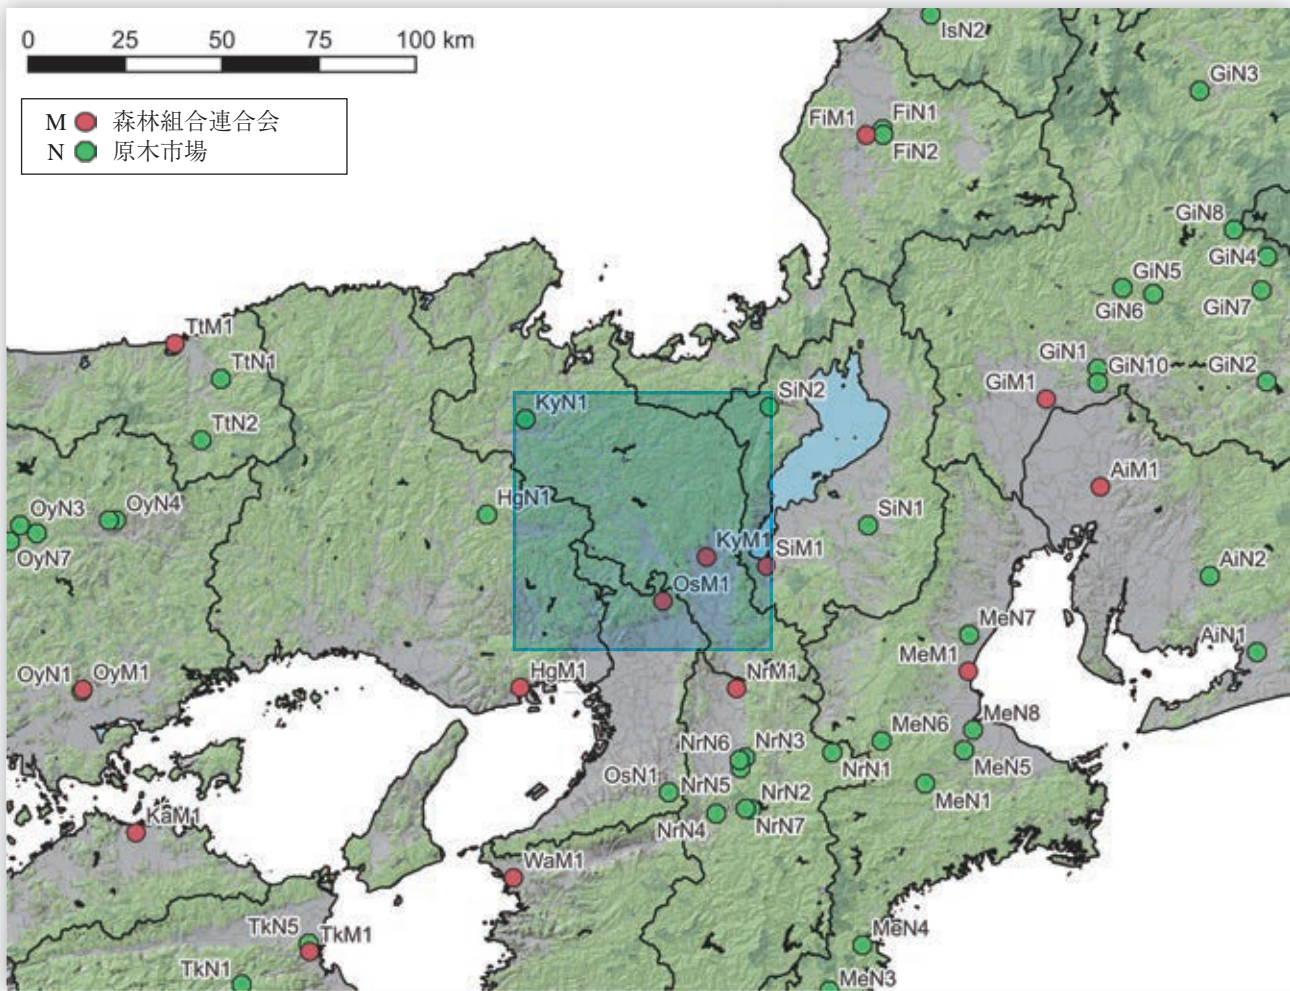 0 25 50 75 100 km
M 森林組合連合会
N 原木市場
IsN2
GiN3
FiM1 FiN1
FiN2
GiN8
GiN4
GiN5
GiN6 GiN7
TtM1
TtN1
GiN1
GiN10 GiN2
GiM1
KyN1 SiN2
TtN2
AiM1
OyN3 OyN4 HgN1
SiN1
OyN7
KyM1 SiM1
AiN2
OsM1
MeN7
AiN1
OyN1 OyM1 HgM1 NrM1 MeM1
MeN8
NrN6 NrN3 MeN6
NrN1 MeN5
OsN1 NrN5
NrN2 MeN1
KaM1
NrN4 NrN7
WaM1
TkN5 TkM1
MeN4
TkN1
MeN3